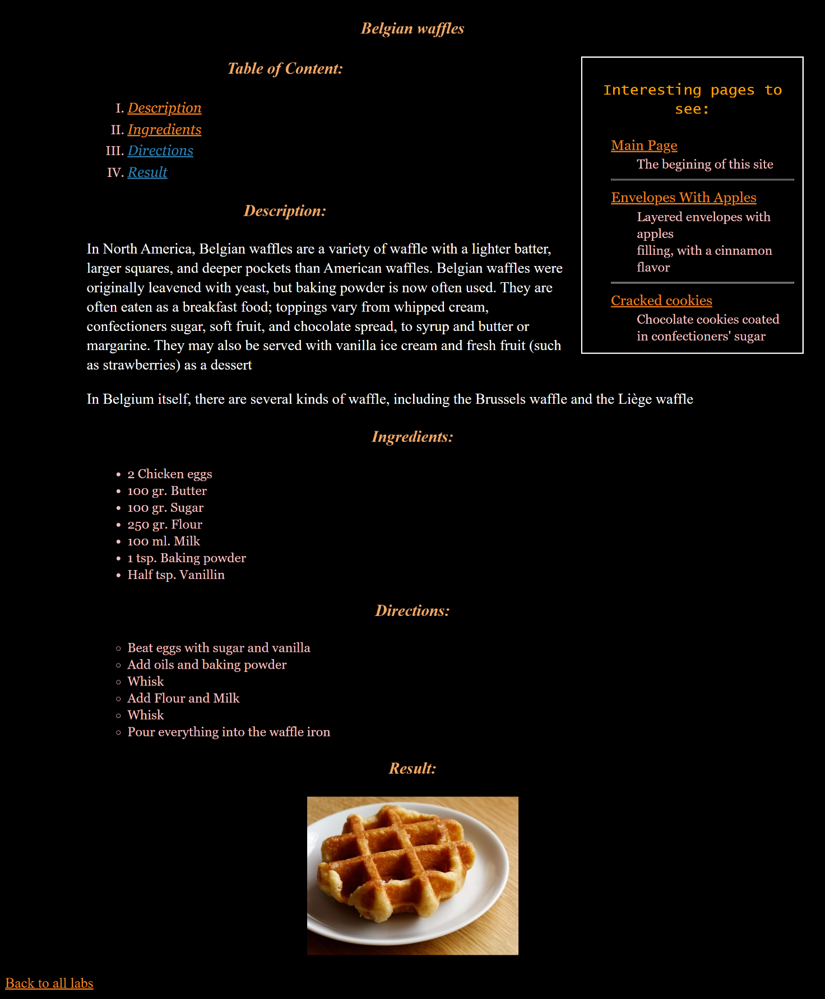 Belgian waffles
Table of Content:
I. Description
II. Ingredients
III. Directions
IV. Result
Interesting pages to
see:
Main Page
The begining of this site
Envelopes With Apples
Layered envelopes with
apples
filling, with a cinnamon
flavor
Cracked cookies
Chocolate cookies coated
in confectioners' sugar
Description:
In North America, Belgian waffles are a variety of waffle with a lighter batter,
larger squares, and deeper pockets than American waffles. Belgian waffles were
originally leavened with yeast, but baking powder is now often used. They are
often eaten as a breakfast food; toppings vary from whipped cream,
confectioners sugar, soft fruit, and chocolate spread, to syrup and butter or
margarine. They may also be served with vanilla ice cream and fresh fruit (such
as strawberries) as a dessert
In Belgium itself, there are several kinds of waffle, including the Brussels waffle and the Liège waffle
Ingredients:
• 2 Chicken eggs
• 100 gr. Butter
• 100 gr. Sugar
• 250 gr. Flour
• 100 ml. Milk
• 1 tsp. Baking powder
• Half tsp. Vanillin
Directions:
◦ Beat eggs with sugar and vanilla
◦ Add oils and baking powder
◦ Whisk
◦ Add Flour and Milk
◦ Whisk
◦ Pour everything into the waffle iron
Result:
Back to all labs